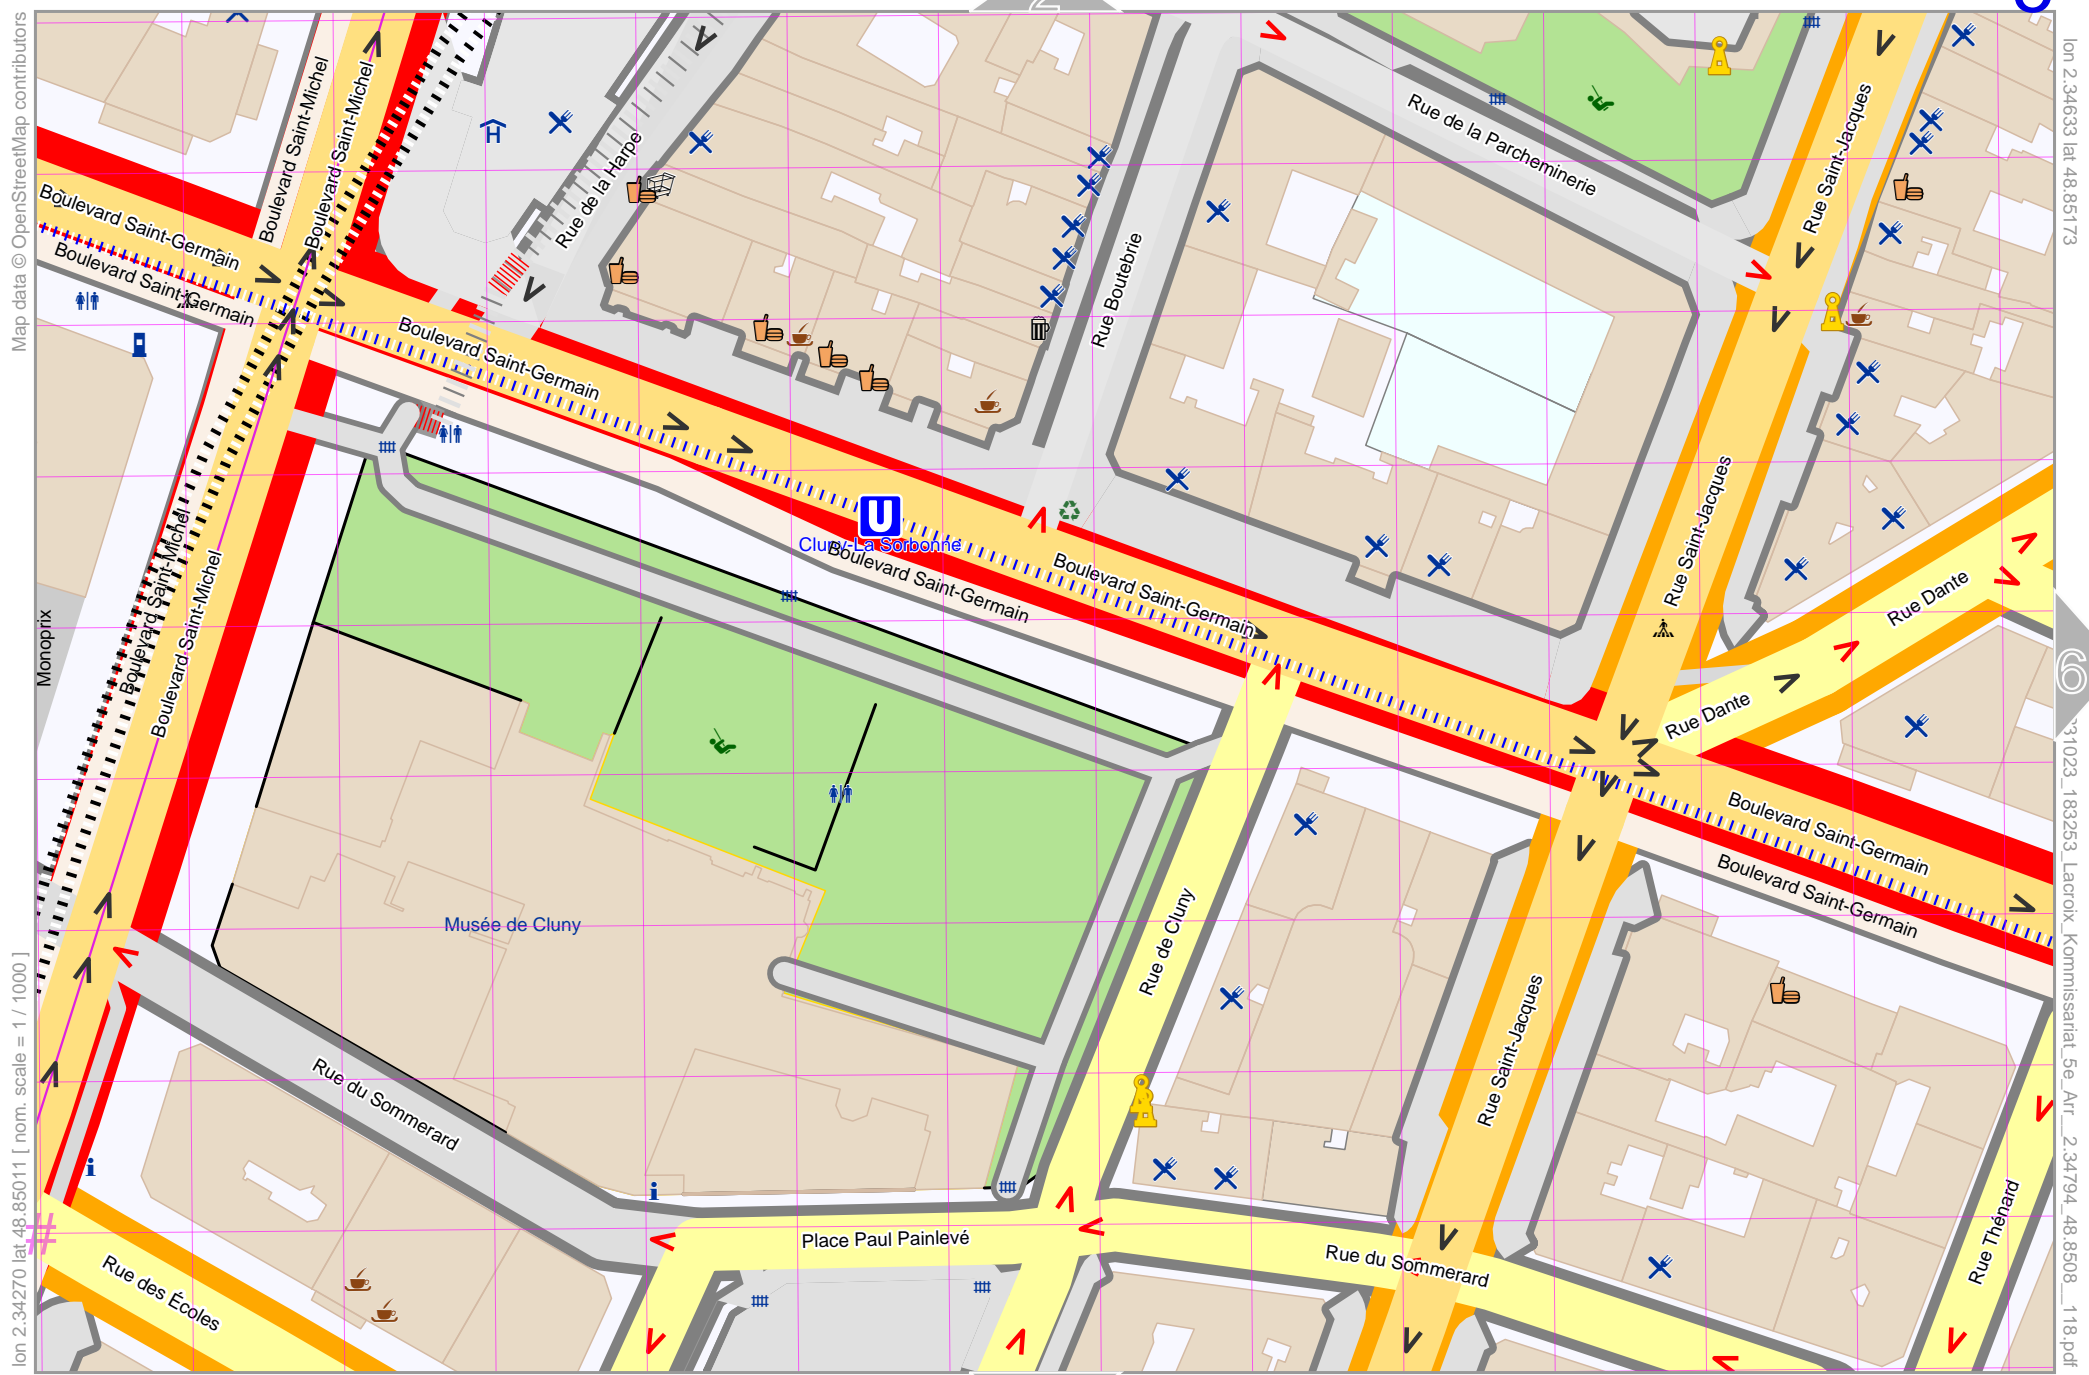 Map data © OpenStreetMap contributors
lon 2.34633 lat 48.85173
Boulevard Saint-Michel
Boulevard Saint-Michel
Rue de la Harpe
Rue de la Parcheminerie
Rue Saint-Jacques
Boulevard Saint-Germain
Boulevard Saint-Germain
Boulevard Saint-Germain
Rue Boutebrie
H
U
Cluny-La Sorbonne
Boulevard Saint-Germain
Boulevard Saint-Germain
Rue Saint-Jacques
Rue Dante
Rue Dante
Monoprix
Boulevard Saint-Michel
Boulevard Saint-Michel
6
Musée de Cluny
Rue de Cluny
Boulevard Saint-Germain
Boulevard Saint-Germain
Rue Saint-Jacques
Rue du Sommerard
i
i
Place Paul Painlevé
Rue du Sommerard
Rue Thénard
#
Rue des Écoles
lon 2.34270 lat 48.85011 [ nom. scale = 1 / 1000 ]
231023_183253_Lacroix_Kommissariat_5e_Arr__2.34794_48.8508__18.pdf